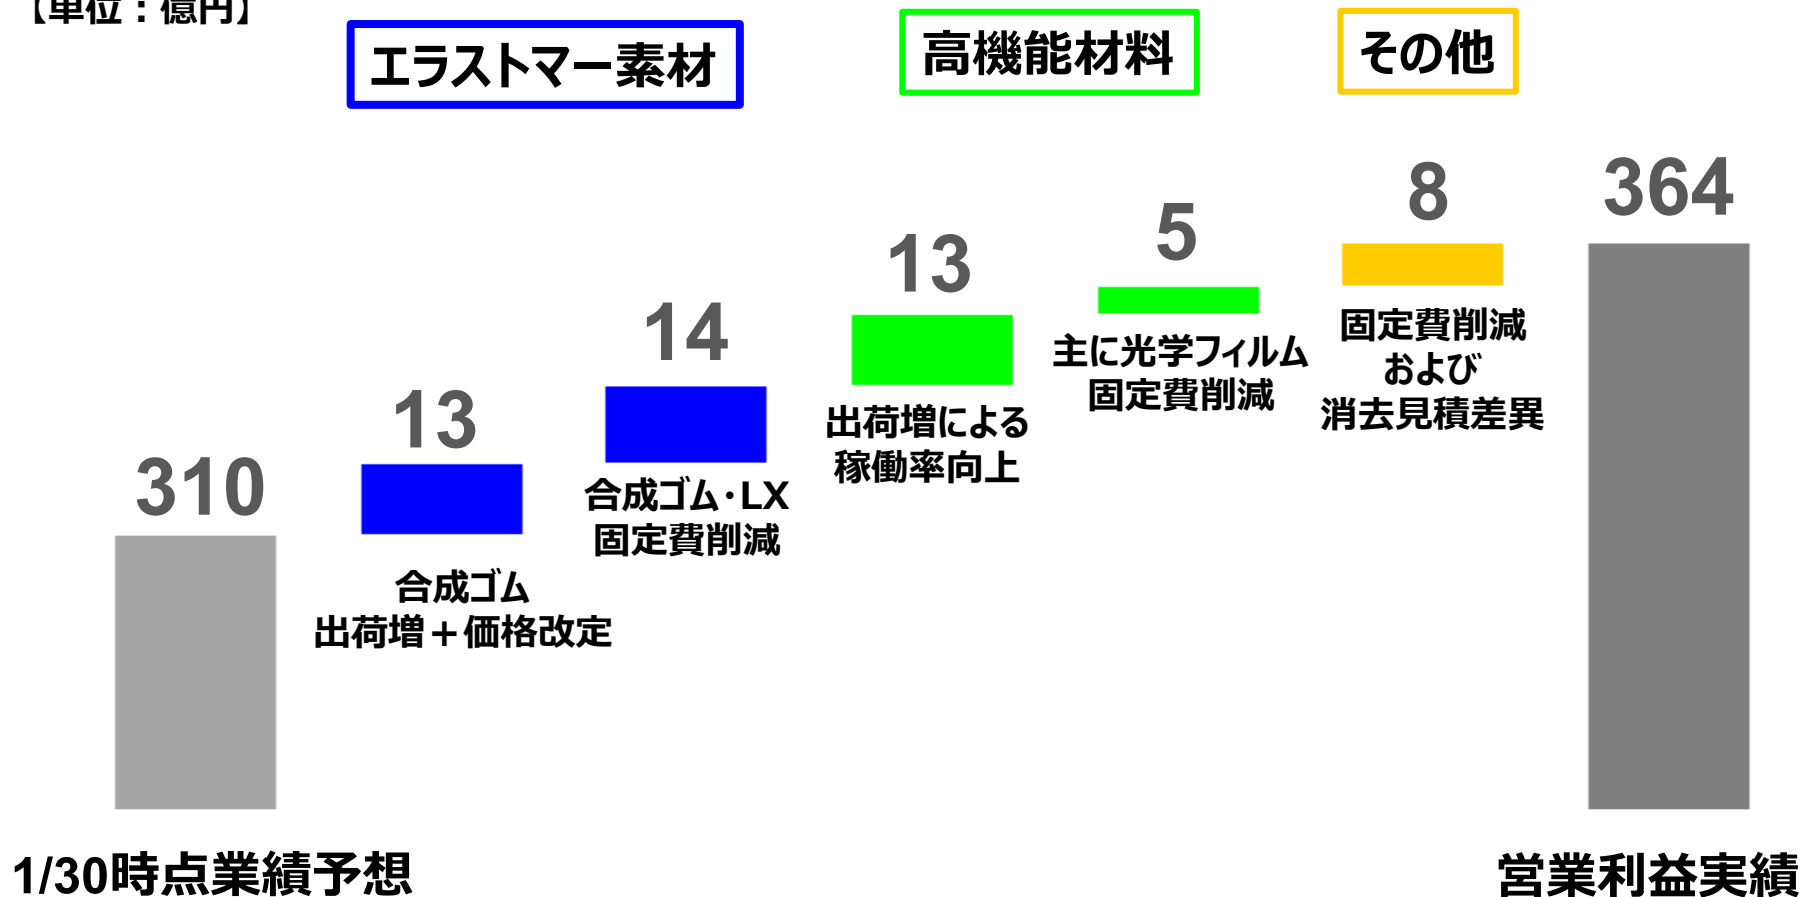 【単位：億円】
エラストマー素材
高機能材料
その他
310
13
合成ゴム
出荷増＋価格改定
14
合成ゴム・LX
固定費削減
13
出荷増による
稼働率向上
5
主に光学フィルム
固定費削減
8
固定費削減
および
消去見積差異
364
1/30時点業績予想
営業利益実績